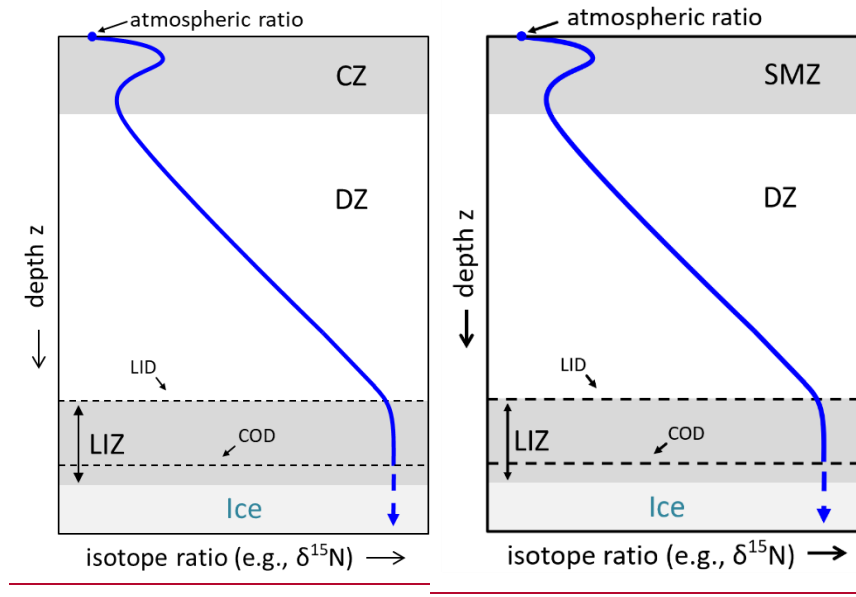 atmospheric ratio
CZ
DZ
depth z
LID
LIZ
COD
Ice
isotope ratio (e.g., δ¹⁵N)
atmospheric ratio
SMZ
DZ
depth z
LID
LIZ
COD
Ice
isotope ratio (e.g., δ¹⁵N)